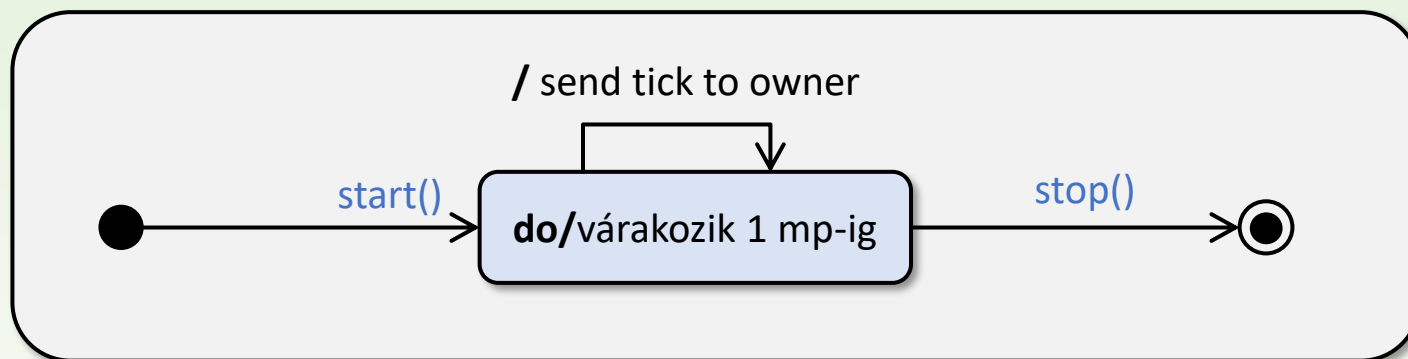 / send tick to owner
start()
stop()
do/várakozik 1 mp-ig